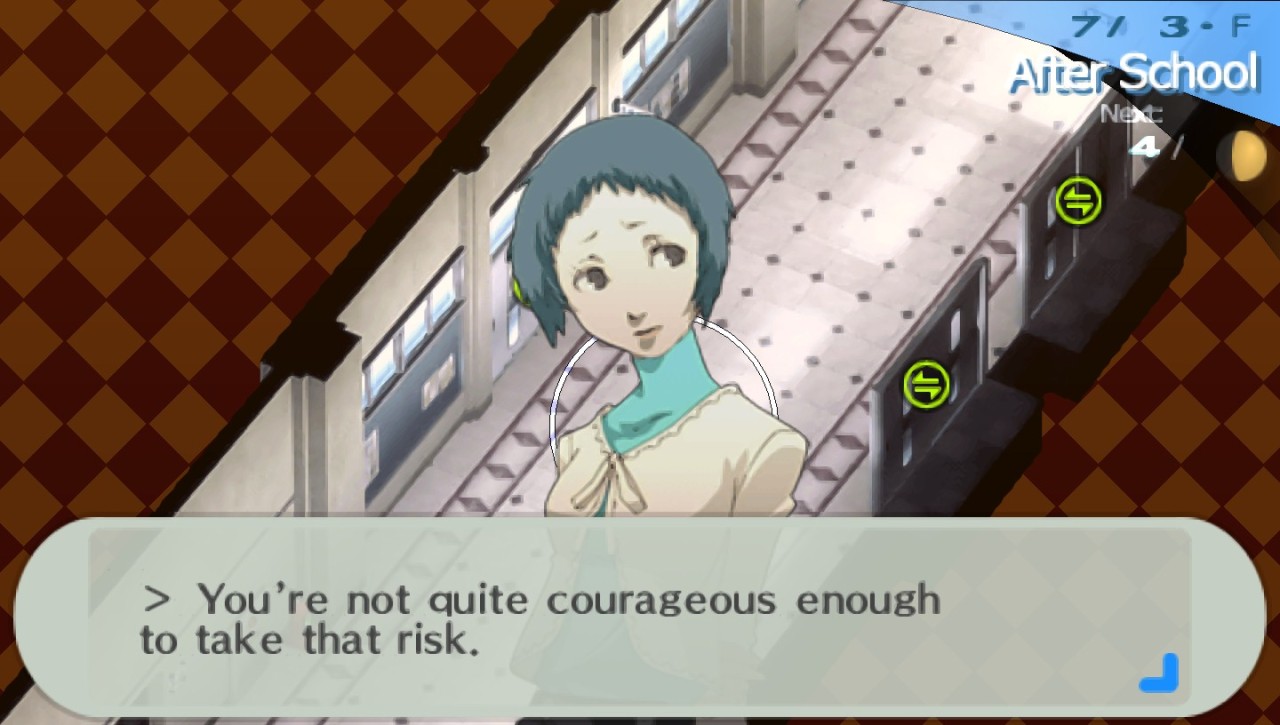 7/ 3・F
After School
Next
4 /
> You're not quite courageous enough
to take that risk.